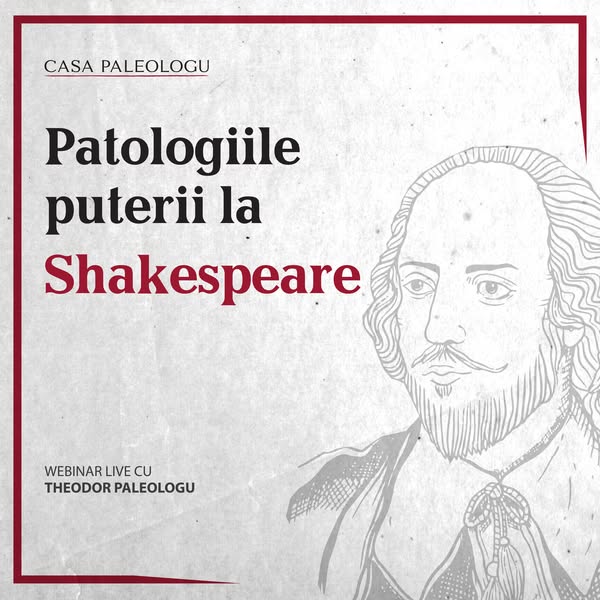 CASA PALEOLOGU
Patologiile
puterii la
Shakespeare
WEBINAR LIVE CU
THEODOR PALEOLOGU